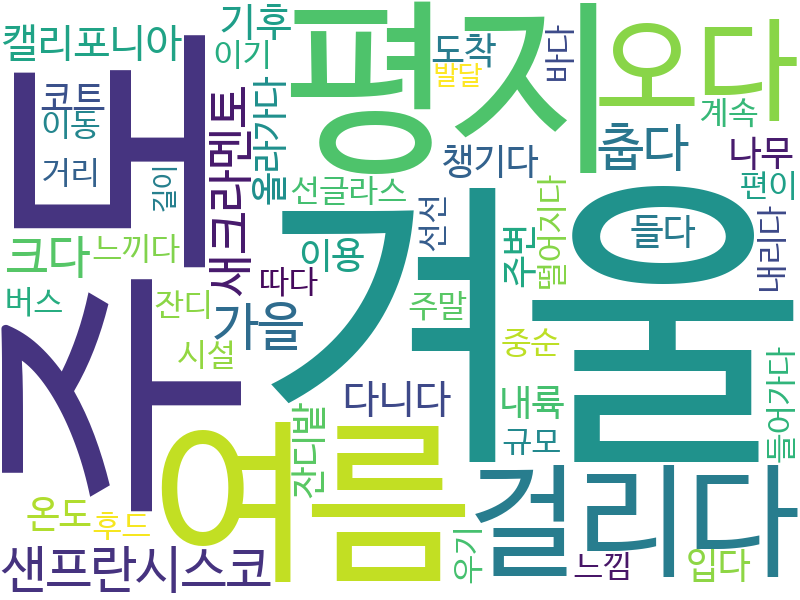 캘리포니아
기후
이기
평지
도착
발달
바다
오다
코트
이동
거리
길이
주도
새크라멘토
올라가다
선글라스
챙기다
춥다
계속
나무
편이
크다
느끼다
버스
잔디
따다
이용
선선
주변
떨어지다
들다
내리다
겨울
가을
시설
주말
중순
다니다
내륙
규모
들어가다
여름
잔디밭
걸리다
온도
후드
샌프란시스코
우기
느낌
입다